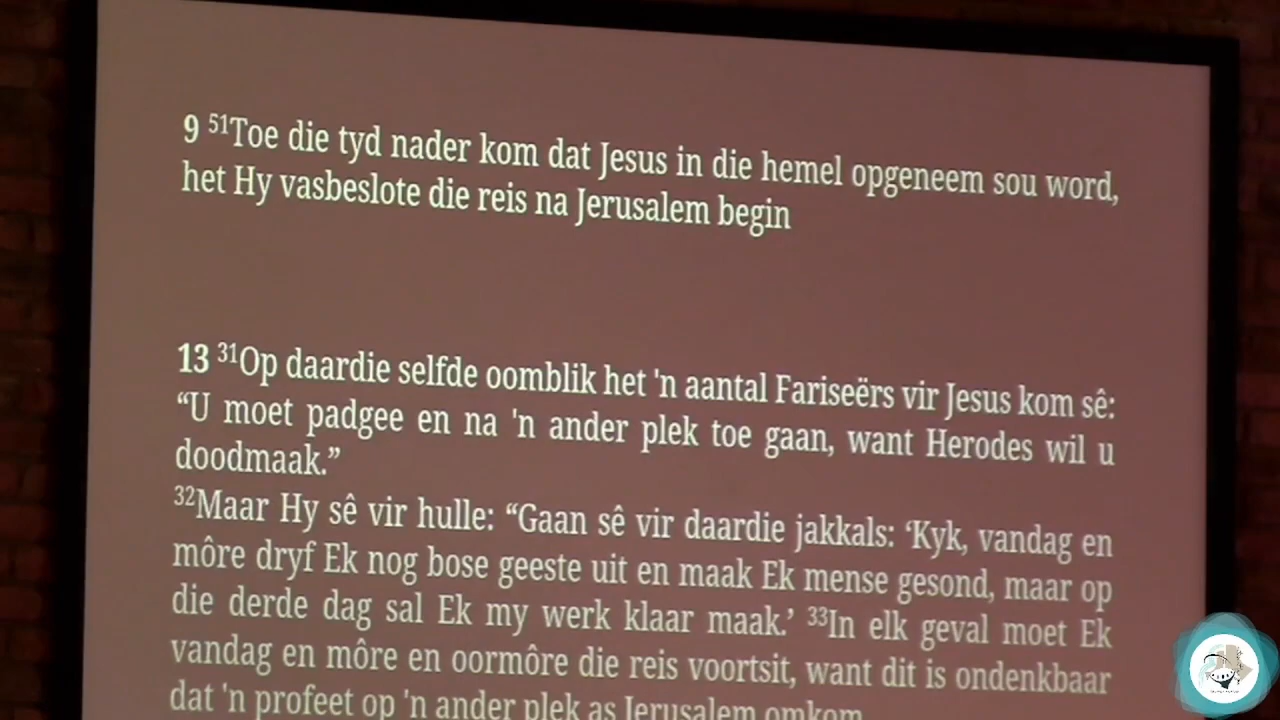 9 ⁵¹Toe die tyd nader kom dat Jesus in die hemel opgeneem sou word,
het Hy vasbeslote die reis na Jerusalem begin
13 ³¹Op daardie selfde oomblik het 'n aantal Fariseërs vir Jesus kom sê:
“U moet padgee en na 'n ander plek toe gaan, want Herodes wil u
doodmaak.”
³²Maar Hy sê vir hulle: “Gaan sê vir daardie jakkals: ‘Kyk, vandag en
môre dryf Ek nog bose geeste uit en maak Ek mense gesond, maar op
die derde dag sal Ek my werk klaar maak.’ ³³In elk geval moet Ek
vandag en môre en oormôre die reis voortsit, want dit is ondenkbaar
dat 'n profeet op 'n ander plek as Jerusalem omkom